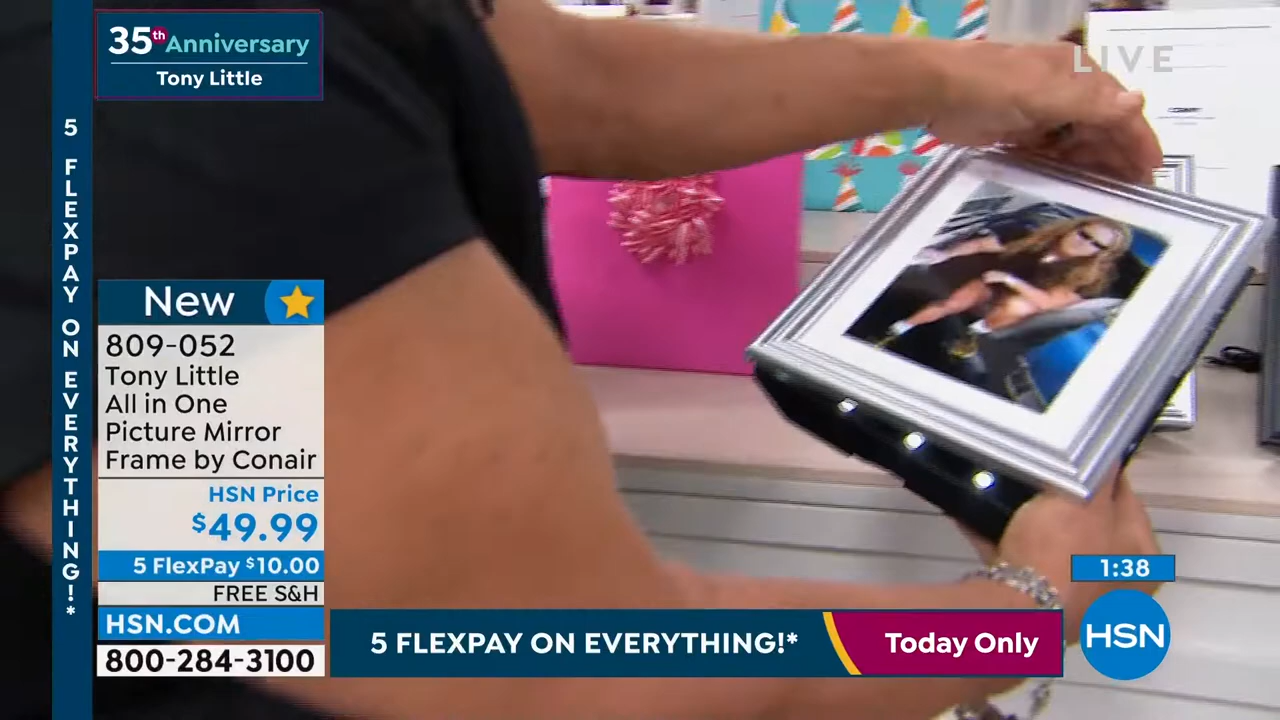 35th Anniversary
Tony Little
LIVE
5 FLEXPAY ON EVERYTHING!*
New
809-052
Tony Little
All in One
Picture Mirror
Frame by Conair
HSN Price
$49.99
5 FlexPay $10.00
FREE S&H
HSN.COM
800-284-3100
5 FLEXPAY ON EVERYTHING!*
Today Only
1:38
HSN